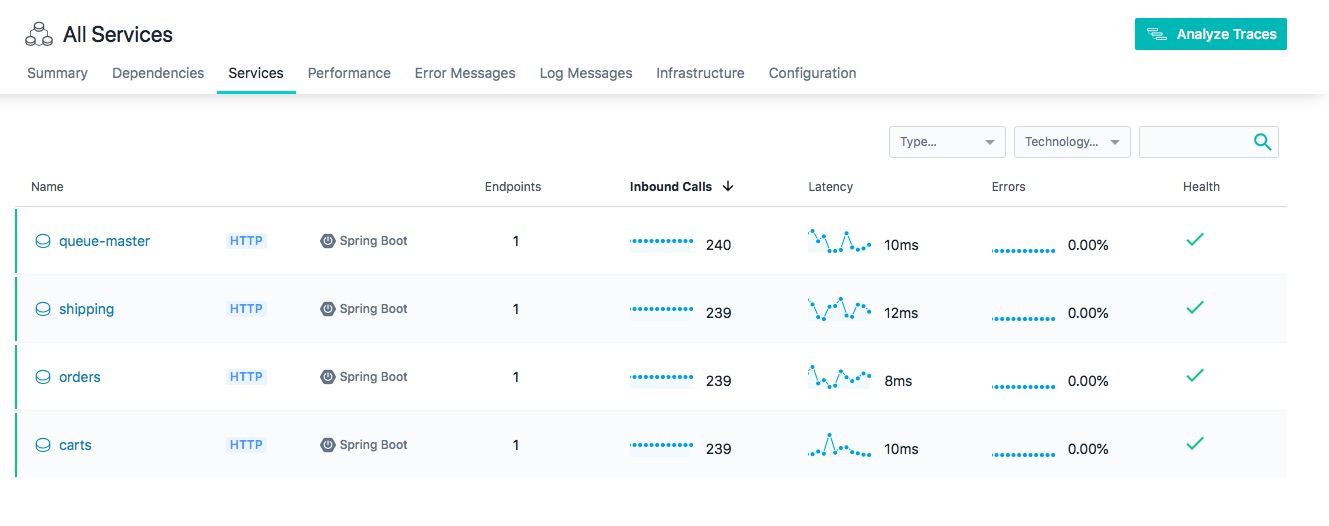 All Services
Analyze Traces
Summary Dependencies Services Performance Error Messages Log Messages Infrastructure Configuration
Type... Technology...
Name Endpoints Inbound Calls Latency Errors Health
queue-master HTTP Spring Boot 1 240 10ms 0.00%
shipping HTTP Spring Boot 1 239 12ms 0.00%
orders HTTP Spring Boot 1 239 8ms 0.00%
carts HTTP Spring Boot 1 239 10ms 0.00%